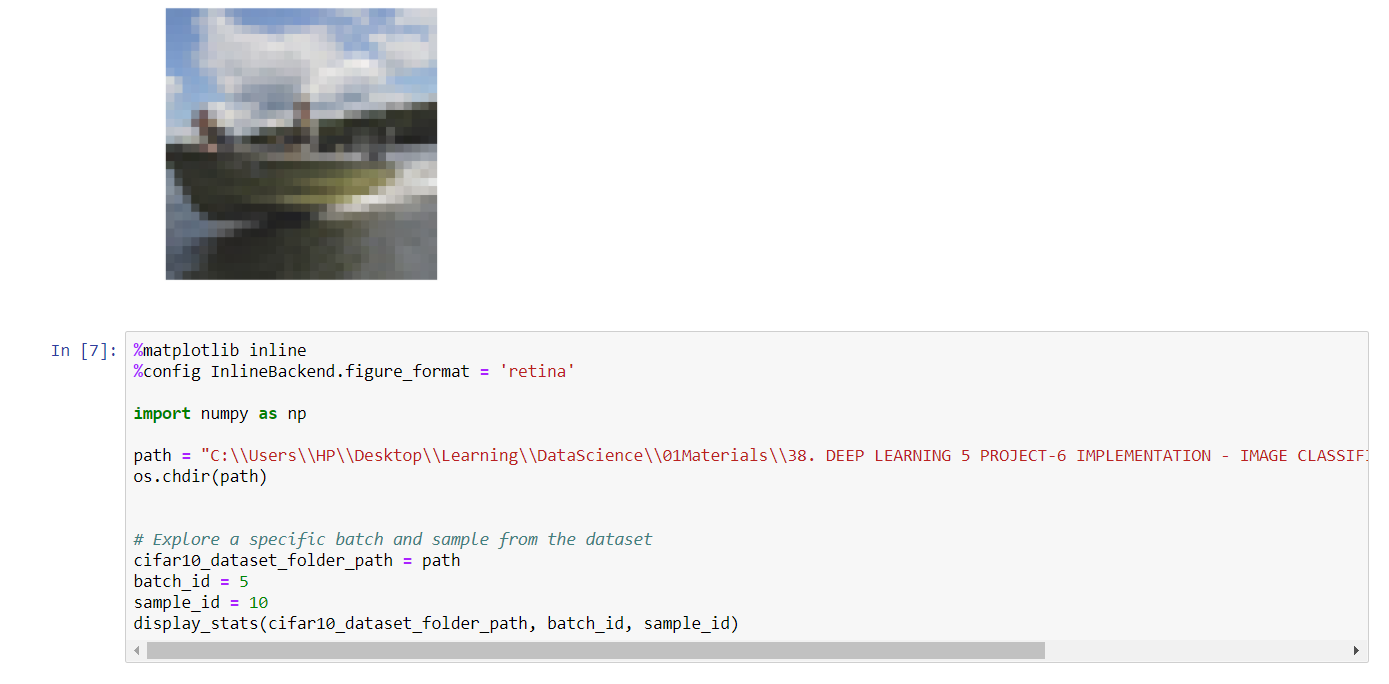 In [7]:
%matplotlib inline
%config InlineBackend.figure_format = 'retina'
import numpy as np
path = "C:\\Users\\HP\\Desktop\\Learning\\DataScience\\01Materials\\38. DEEP LEARNING 5 PROJECT-6 IMPLEMENTATION - IMAGE
os.chdir(path)
# Explore a specific batch and sample from the dataset
cifar10_dataset_folder_path = path
batch_id = 5
sample_id = 10
display_stats(cifar10_dataset_folder_path, batch_id, sample_id)